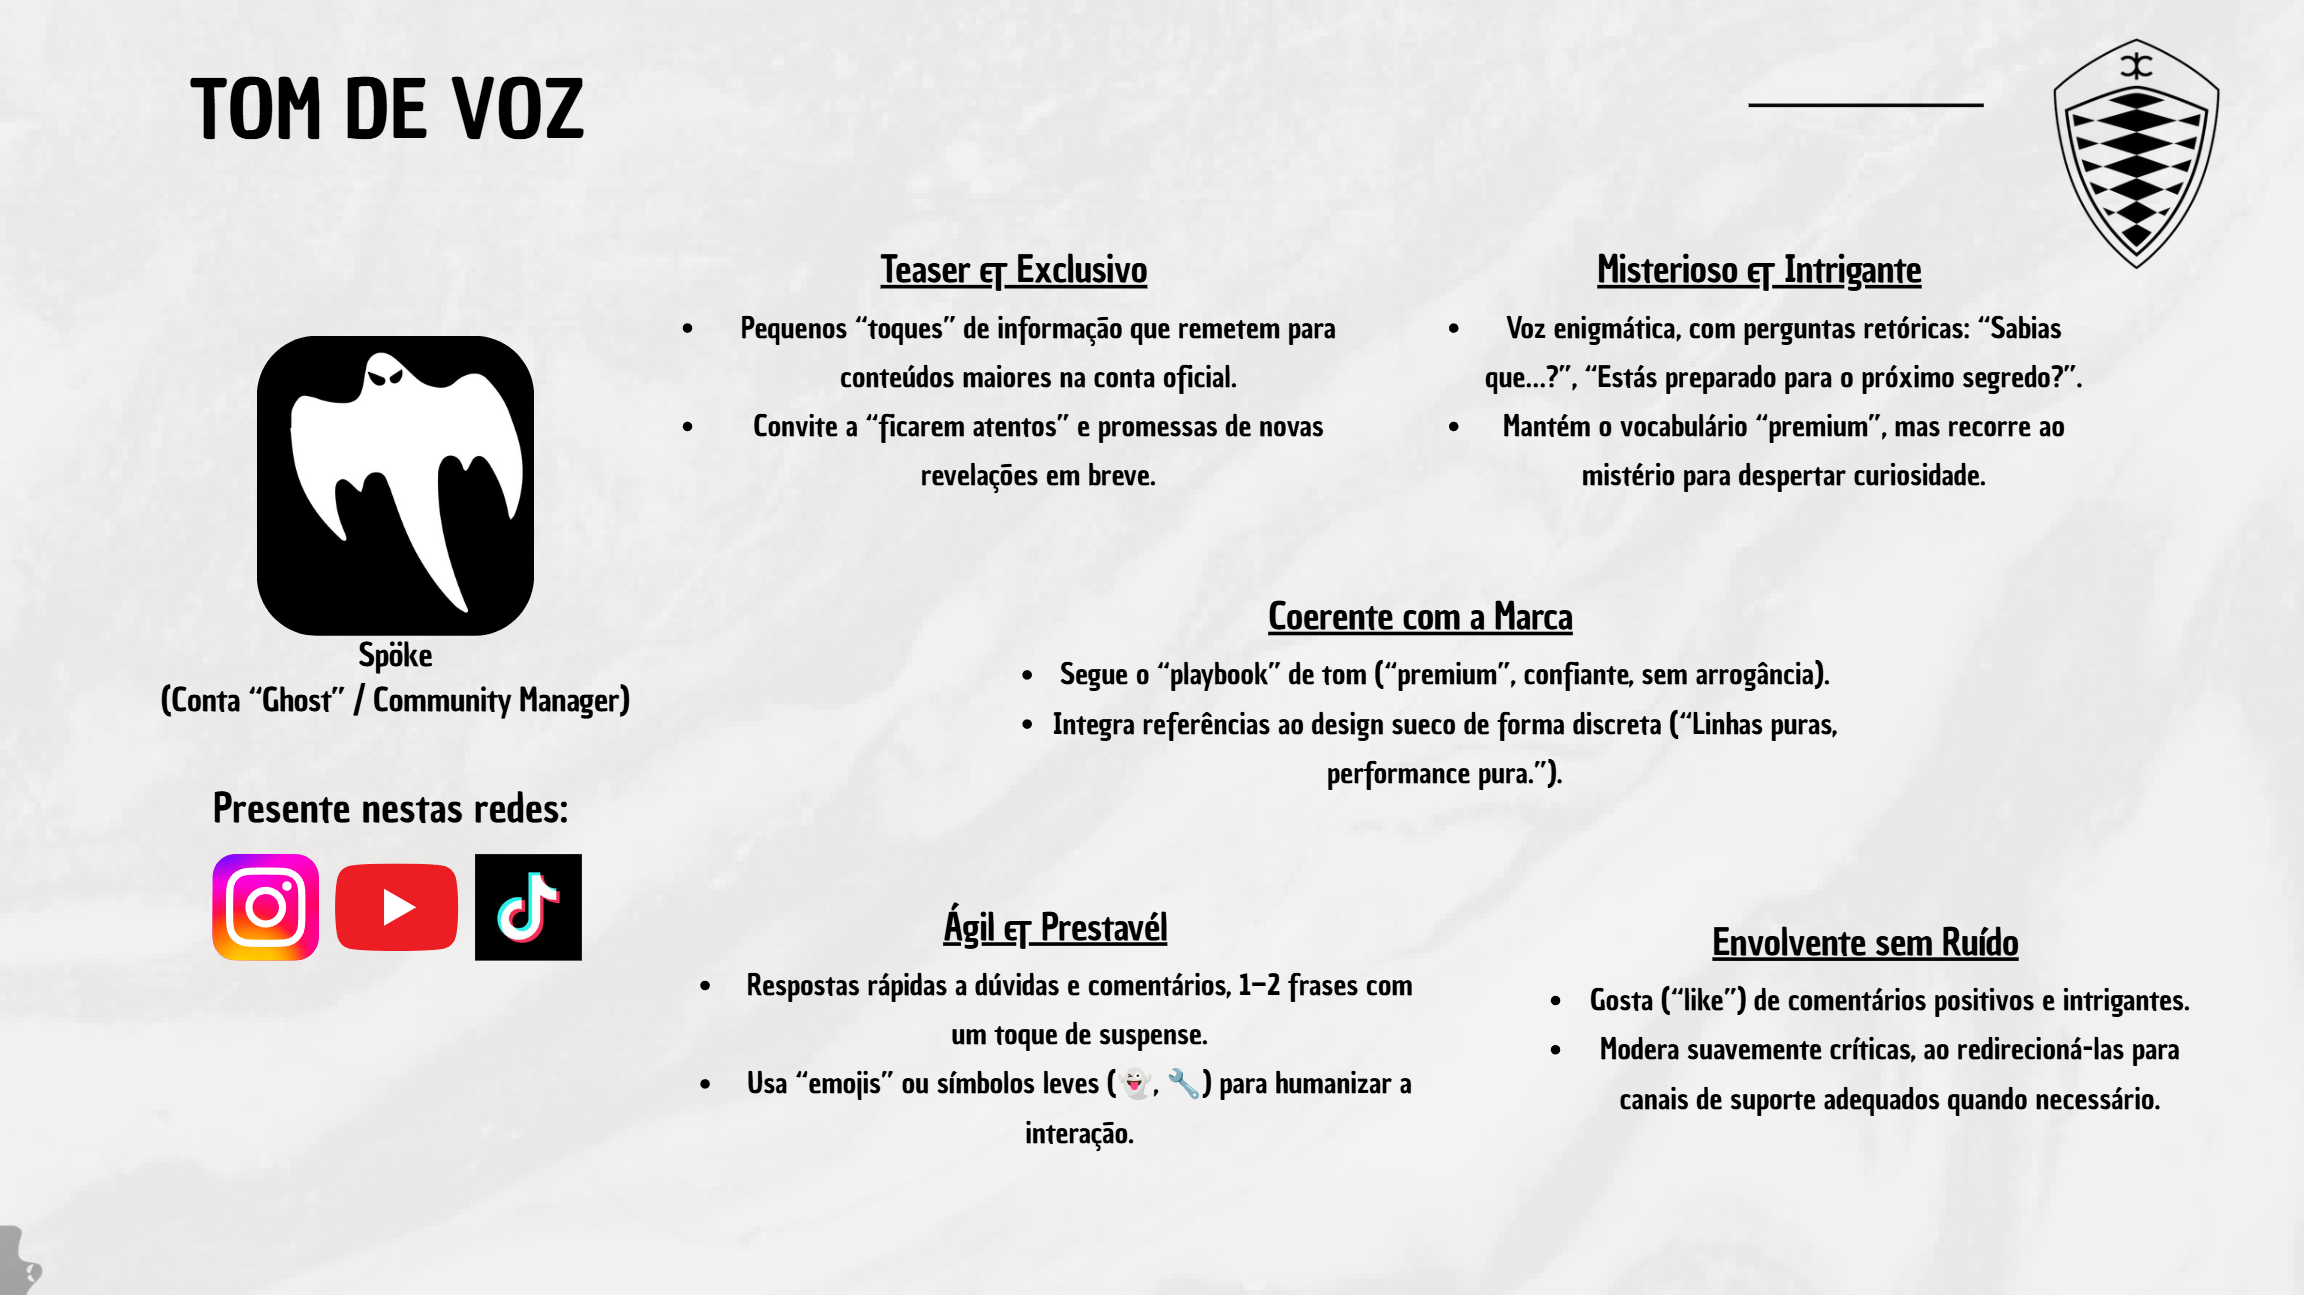 TOM DE VOZ
Spöke
(Conta “Ghost” / Community Manager)
Presente nestas redes:
Teaser & Exclusivo
• Pequenos “toques” de informação que remetem para
conteúdos maiores na conta oficial.
• Convite a “ficarem atentos” e promessas de novas
revelações em breve.
Misterioso & Intrigante
• Voz enigmática, com perguntas retóricas: “Sabias
que...?”, “Estás preparado para o próximo segredo?”.
• Mantém o vocabulário “premium”, mas recorre ao
mistério para despertar curiosidade.
Coerente com a Marca
• Segue o “playbook” de tom (“premium”, confiante, sem arrogância).
• Integra referências ao design sueco de forma discreta (“Linhas puras,
performance pura.”).
Ágil & Prestavél
• Respostas rápidas a dúvidas e comentários, 1–2 frases com
um toque de suspense.
• Usa “emojis” ou símbolos leves (👻, 🔧) para humanizar a
interação.
Envolvente sem Ruído
• Gosta (“like”) de comentários positivos e intrigantes.
• Modera suavemente críticas, ao redirecioná-las para
canais de suporte adequados quando necessário.